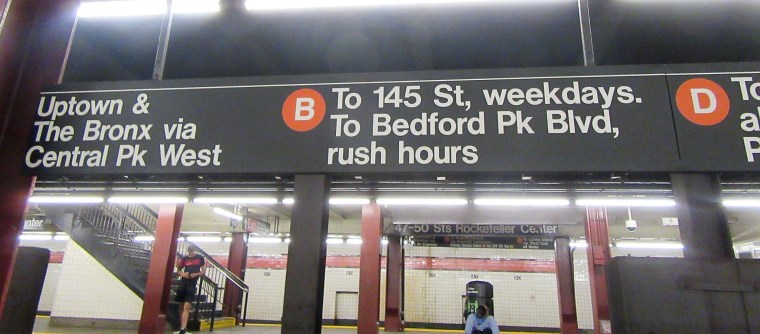 Uptown &
The Bronx via
Central Pk West
B
To 145 St, weekdays.
To Bedford Pk Blvd,
rush hours
D
To
47-50 Sts Rockefeller Center